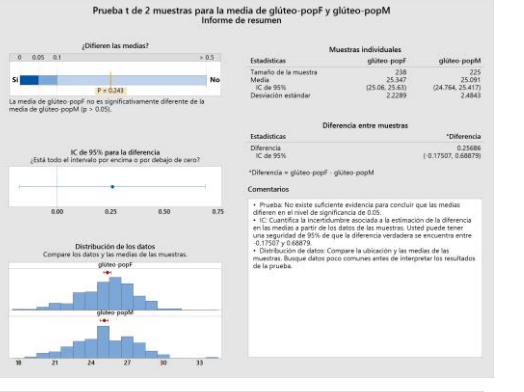 Prueba t de 2 muestras para la media de glúteo-popF y glúteo-popM
Informe de resumen
¿Difieren las medias?
0 0.05 0.1 > 0.5
Sí No
P = 0.243
La media de glúteo-popF no es significativamente diferente de la
media de glúteo-popM (p > 0.05).
IC de 95% para la diferencia
¿Está todo el intervalo por encima o por debajo de cero?
0.00 0.25 0.50 0.75
Distribución de los datos
Compare los datos y las medias de las muestras.
glúteo-popF
glúteo-popM
18 21 24 27 30 33
Muestras individuales
Estadísticas glúteo-popF glúteo-popM
Tamaño de la muestra 238 225
Media 25.347 25.091
IC de 95% (25.06, 25.63) (24.764, 25.417)
Desviación estándar 2.2289 2.4843
Diferencia entre muestras
Estadísticas *Diferencia
Diferencia 0.25686
IC de 95% (-0.17507, 0.68879)
*Diferencia = glúteo-popF - glúteo-popM
Comentarios
• Prueba: No existe suficiente evidencia para concluir que las medias
difieren en el nivel de significancia de 0.05.
• IC: Cuantifica la incertidumbre asociada a la estimación de la diferencia
en las medias a partir de los datos de las muestras. Usted puede tener
una seguridad de 95% de que la diferencia verdadera se encuentra entre
-0.17507 y 0.68879.
• Distribución de datos: Compare la ubicación y las medias de las
muestras. Busque datos poco comunes antes de interpretar los resultados
de la prueba.